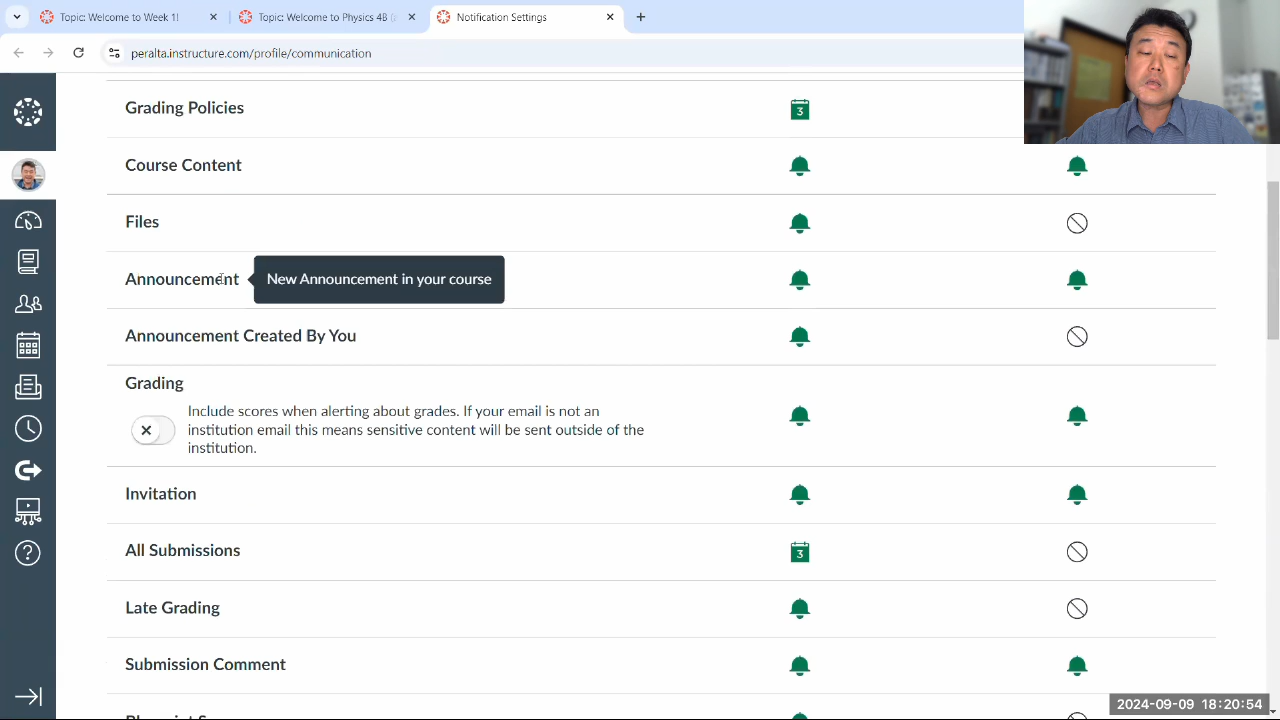 Topic: Welcome to Week 1!
Topic: Welcome to Physics 4B (
Notification Settings
peralta.instructure.com/profile/communication
Grading Policies
3
Course Content
Files
Announcement
New Announcement in your course
Announcement Created By You
Grading
Include scores when alerting about grades. If your email is not an
institution email this means sensitive content will be sent outside of the
institution.
Invitation
All Submissions
3
Late Grading
Submission Comment
2024-09-09 18:20:54